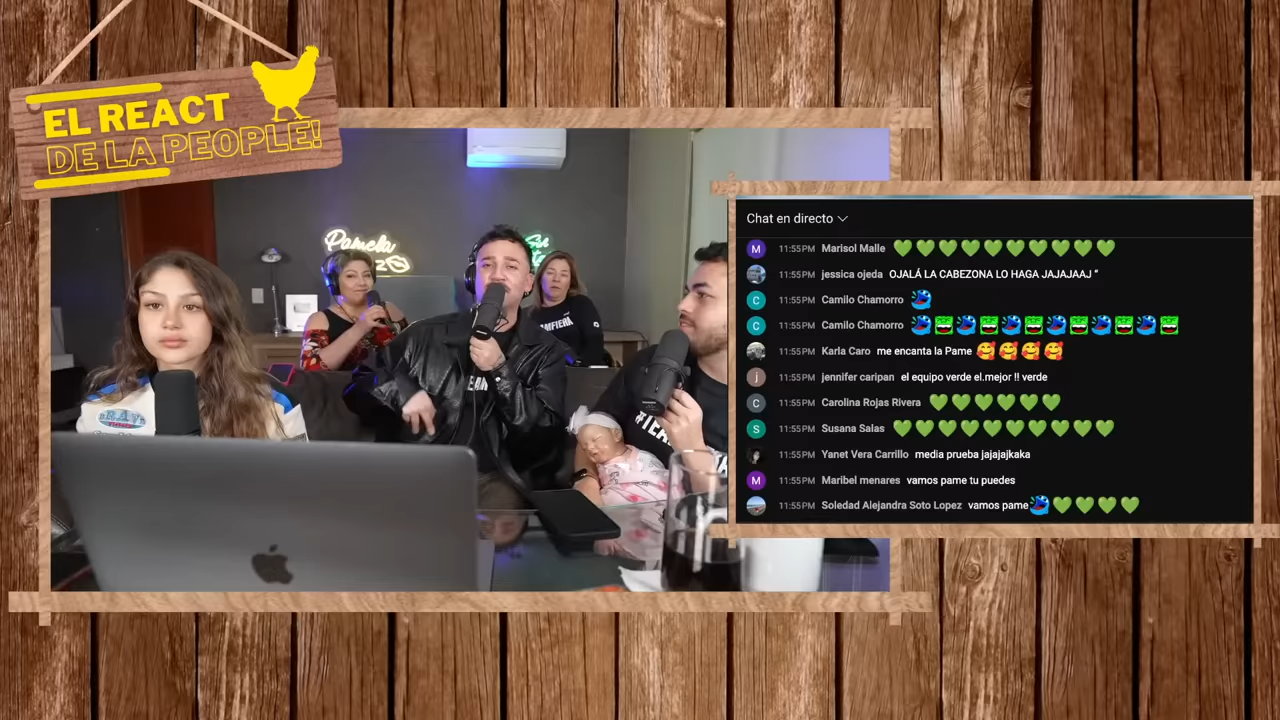 EL REACT
DE LA PEOPLE!
Pamela
Chat en directo
M 11:55PM Marisol Malle 💚💚💚💚💚💚💚💚💚💚
11:55PM jessica ojeda OJALÁ LA CABEZONA LO HAGA JAJAJAAJ “
C 11:55PM Camilo Chamorro
C 11:55PM Camilo Chamorro
11:55PM Karla Caro me encanta la Pame 🥰🥰🥰🥰
j 11:55PM jennifer caripan el equipo verde el.mejor !! verde
C 11:55PM Carolina Rojas Rivera 💚💚💚💚💚💚
S 11:55PM Susana Salas 💚💚💚💚💚💚💚💚💚💚
11:55PM Yanet Vera Carrillo media prueba jajajajkaka
M 11:55PM Maribel menares vamos pame tu puedes
11:55PM Soledad Alejandra Soto Lopez vamos pame 💚💚💚💚